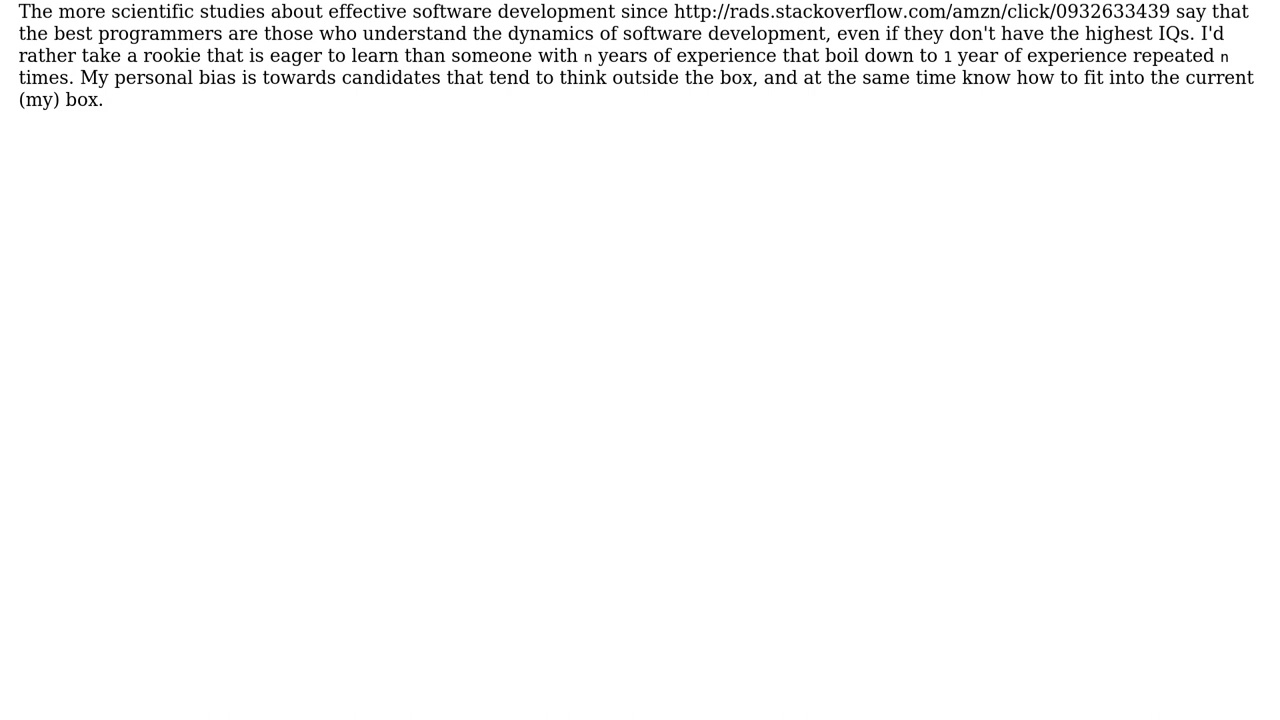 The more scientific studies about effective software development since http://rads.stackoverflow.com/amzn/click/0932633439 say that
the best programmers are those who understand the dynamics of software development, even if they don't have the highest IQs. I'd
rather take a rookie that is eager to learn than someone with n years of experience that boil down to 1 year of experience repeated n
times. My personal bias is towards candidates that tend to think outside the box, and at the same time know how to fit into the current
(my) box.